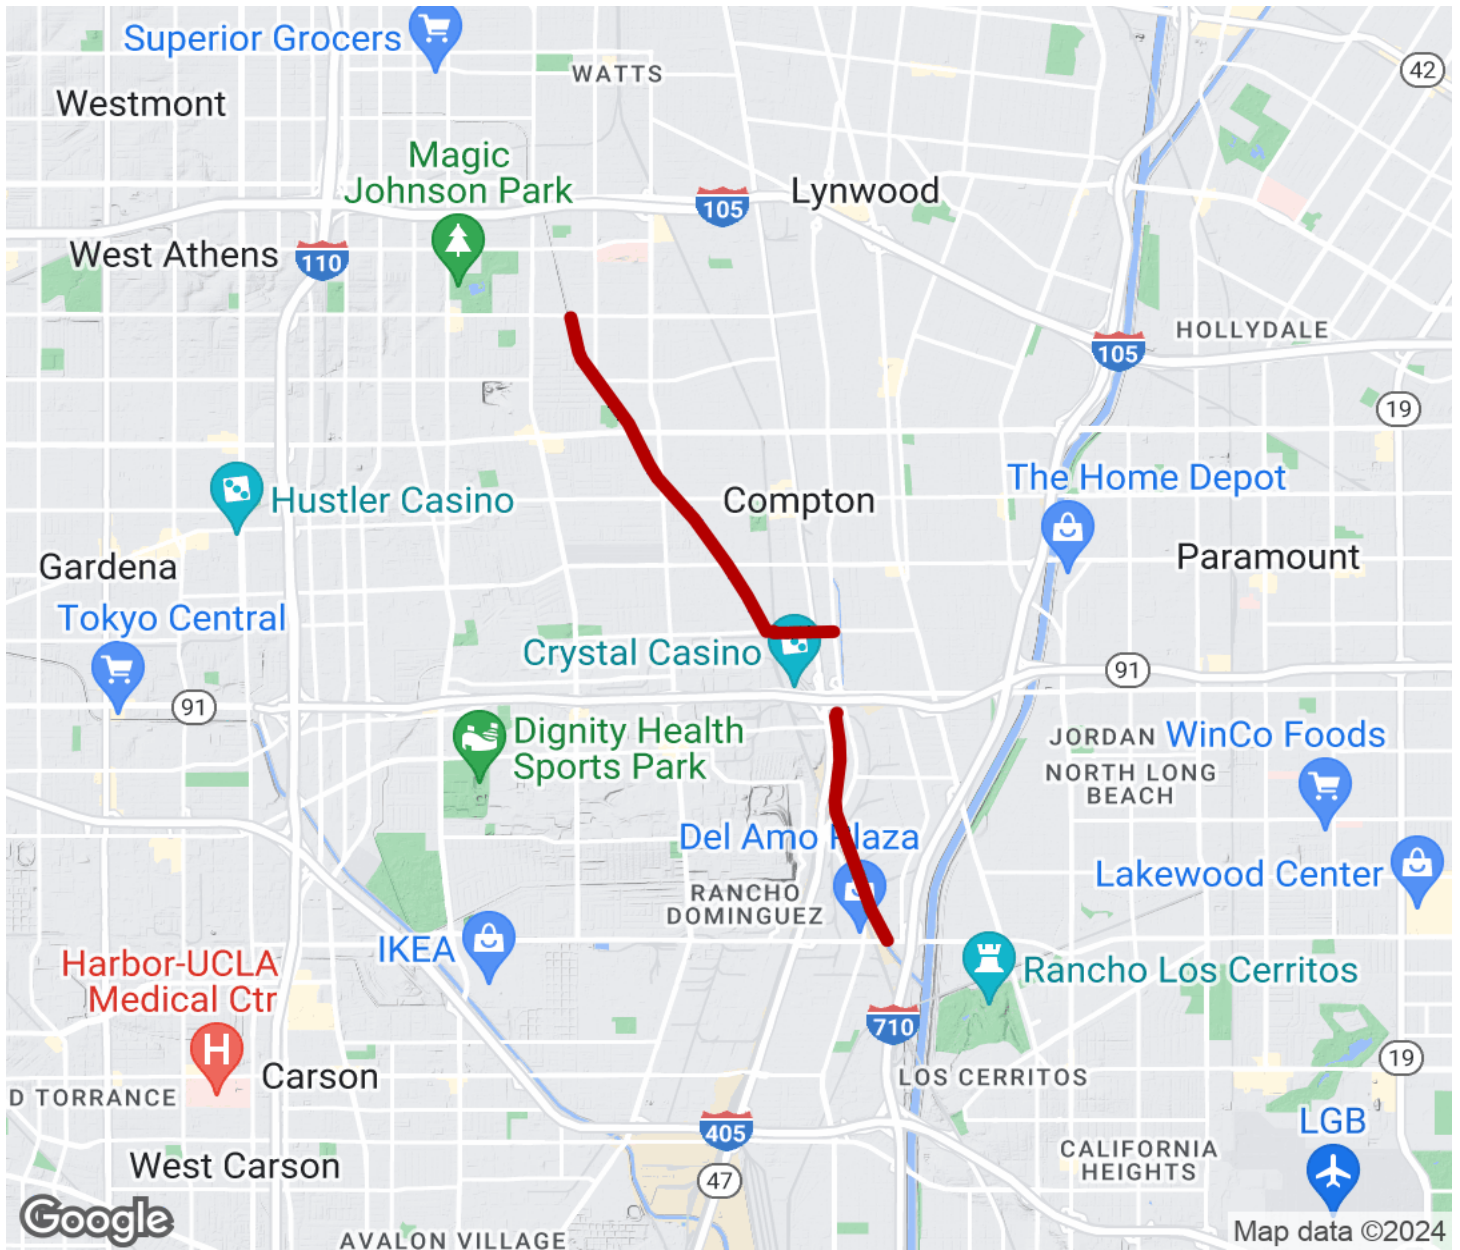 Superior Grocers
WATTS
42
Westmont
Magic
Johnson Park
105
Lynwood
West Athens
110
HOLLYDALE
105
19
The Home Depot
Hustler Casino
Compton
Gardena
Paramount
Tokyo Central
Crystal Casino
91
91
Dignity Health
Sports Park
JORDAN
WinCo Foods
NORTH LONG
BEACH
Del Amo Plaza
Lakewood Center
RANCHO
DOMINGUEZ
IKEA
Harbor-UCLA
Medical Ctr
H
Rancho Los Cerritos
710
Carson
LOS CERRITOS
19
D TORRANCE
405
LGB
West Carson
CALIFORNIA
HEIGHTS
47
Google
AVALON VILLAGE
Map data ©2024